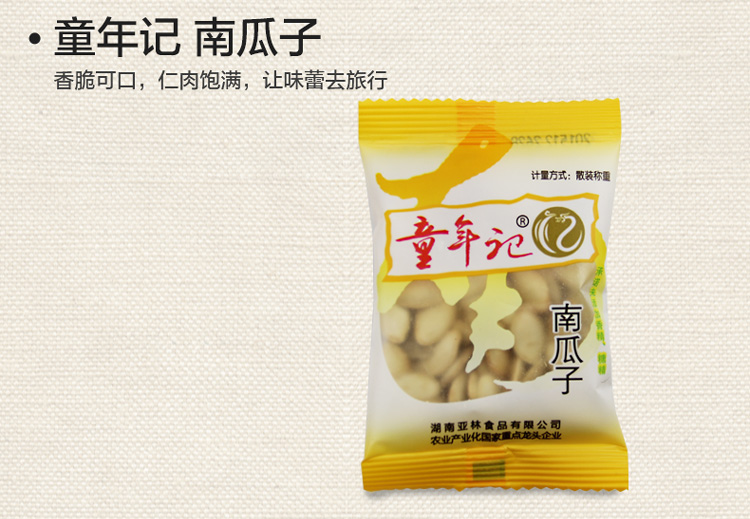 • 童年记 南瓜子
香脆可口，仁肉饱满，让味蕾去旅行
计量方式：散装称重
童年记®
南瓜子
湖南亚林食品有限公司
农业产业化国家重点龙头企业